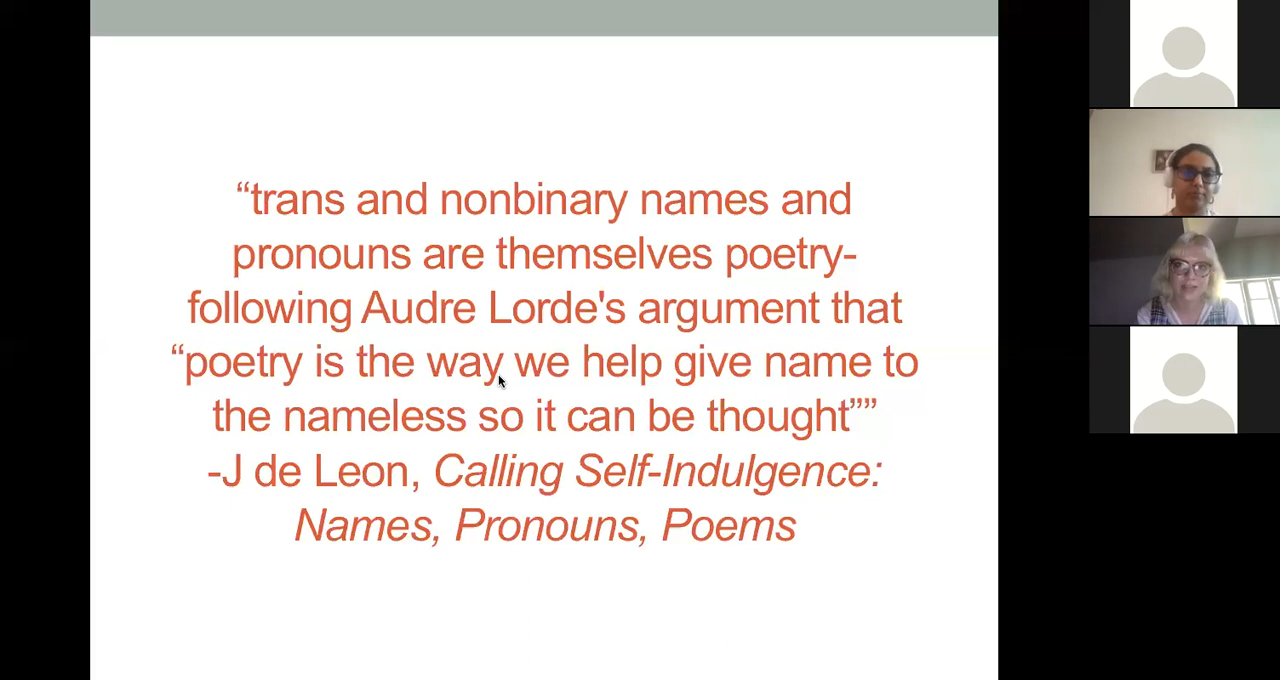 “trans and nonbinary names and
pronouns are themselves poetry-
following Audre Lorde's argument that
“poetry is the way we help give name to
the nameless so it can be thought””
-J de Leon, Calling Self-Indulgence:
Names, Pronouns, Poems